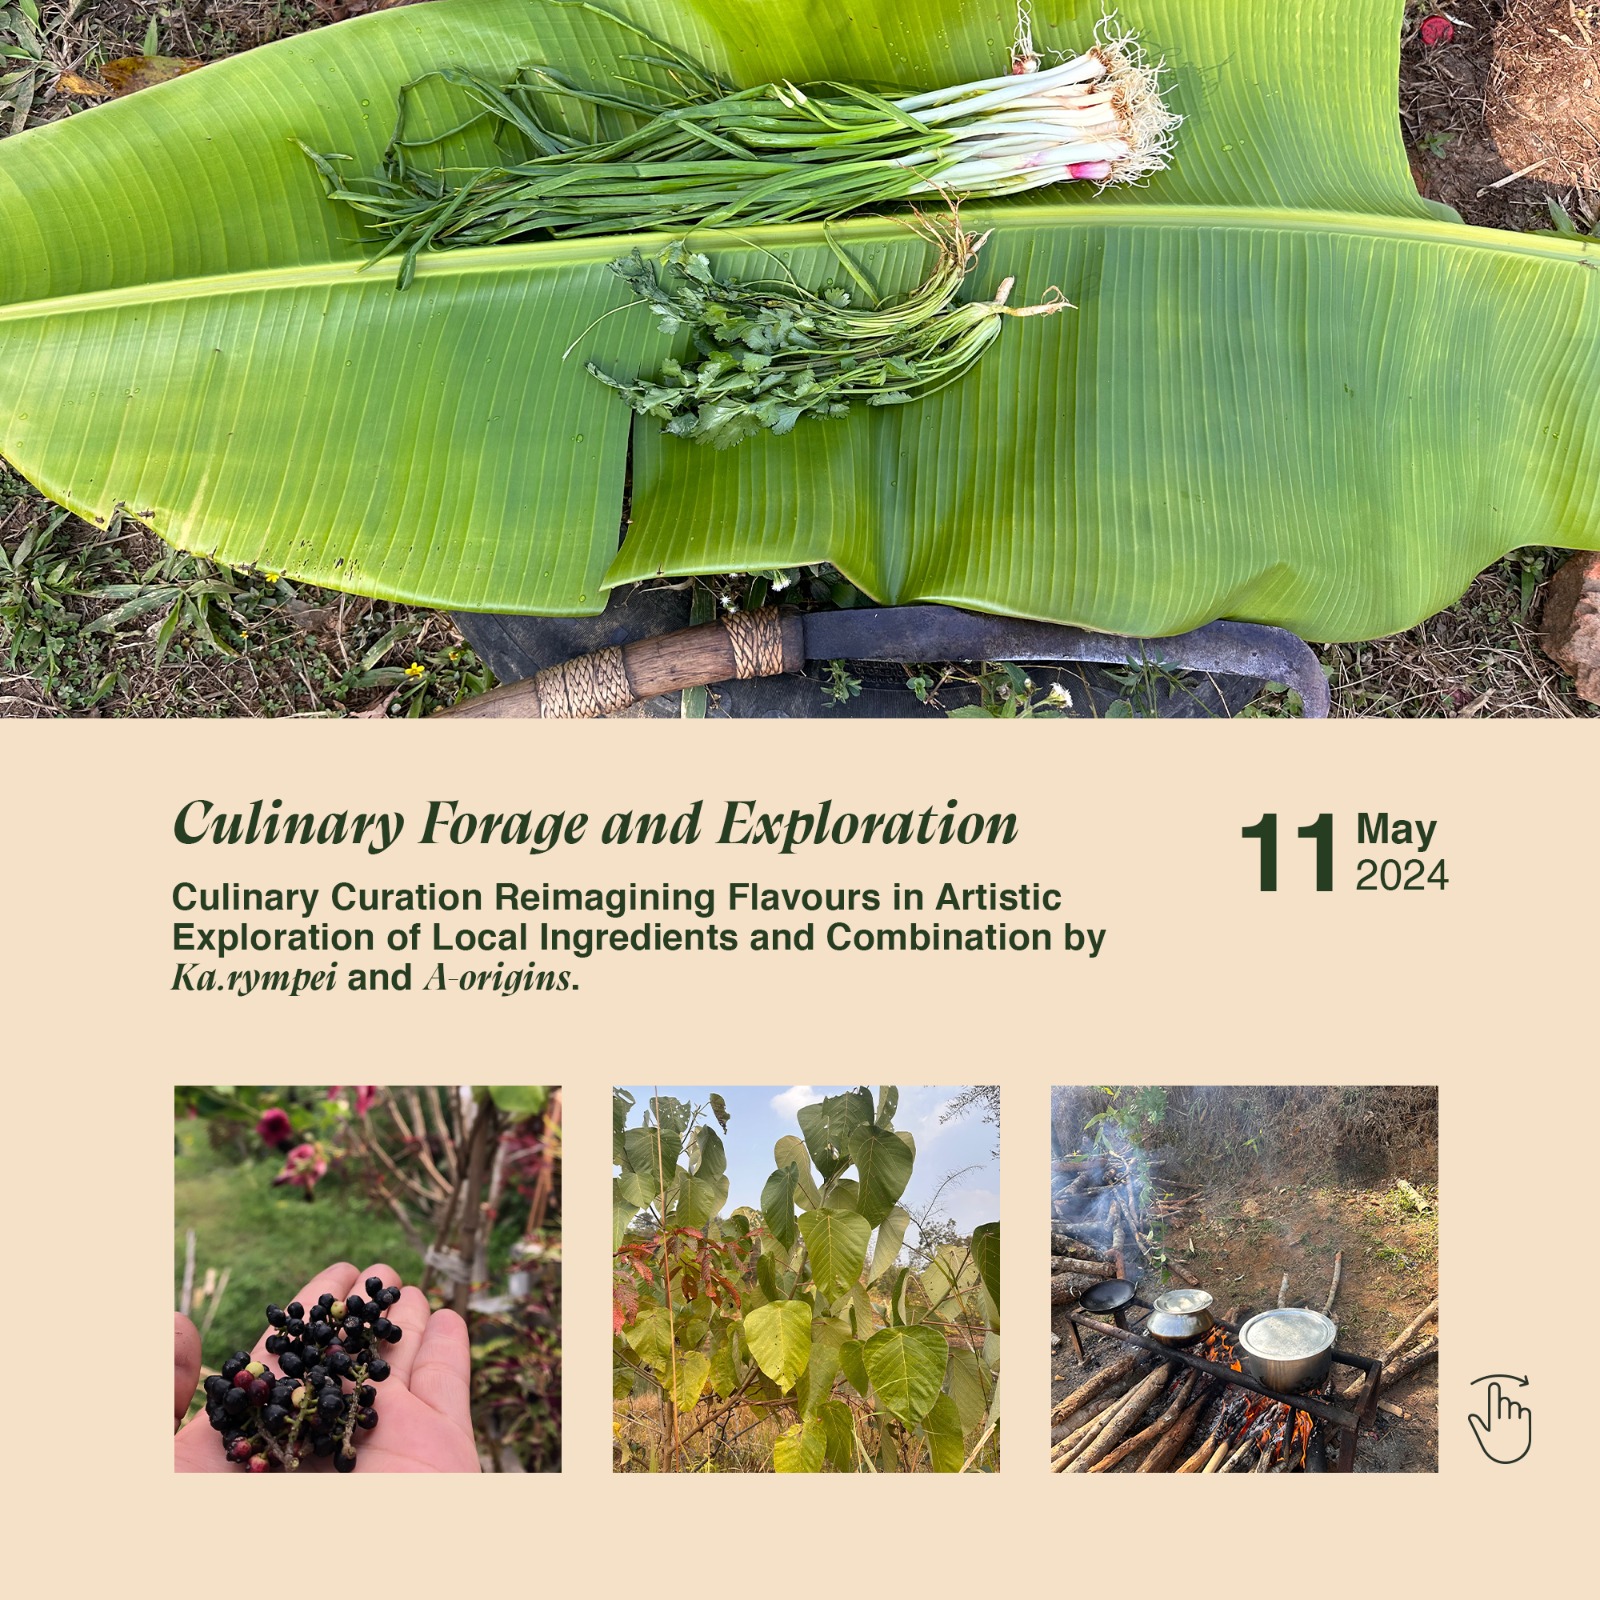 Culinary Forage and Exploration
11 May
2024
Culinary Curation Reimagining Flavours in Artistic
Exploration of Local Ingredients and Combination by
Ka.rympei and A-origins.